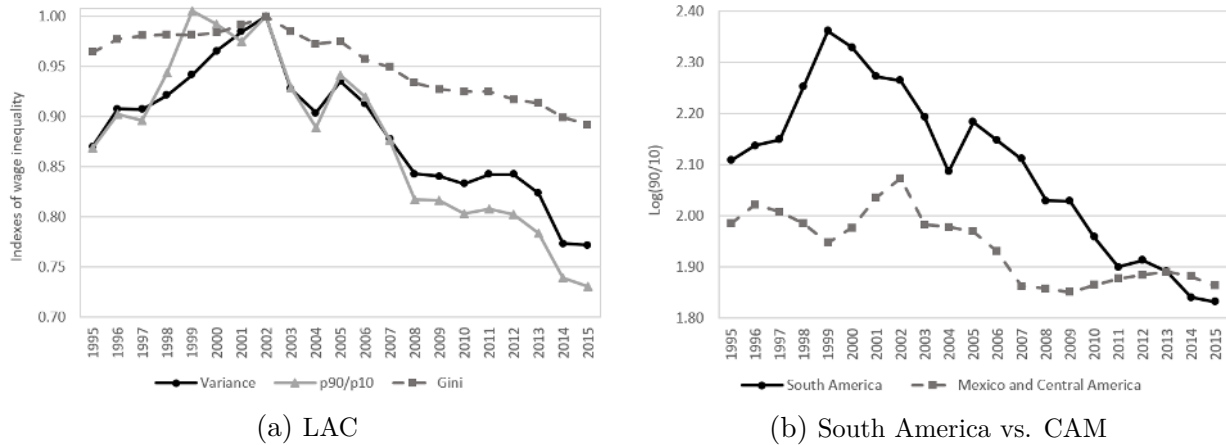 1.00
0.95
0.90
0.85
0.80
0.75
0.70
Indexes of wage inequality
1995 1996 1997 1998 1999 2000 2001 2002 2003 2004 2005 2006 2007 2008 2009 2010 2011 2012 2013 2014 2015
Variance p90/p10 Gini
(a) LAC
2.40
2.30
2.20
2.10
2.00
1.90
1.80
Log(90/10)
1995 1996 1997 1998 1999 2000 2001 2002 2003 2004 2005 2006 2007 2008 2009 2010 2011 2012 2013 2014 2015
South America Mexico and Central America
(b) South America vs. CAM